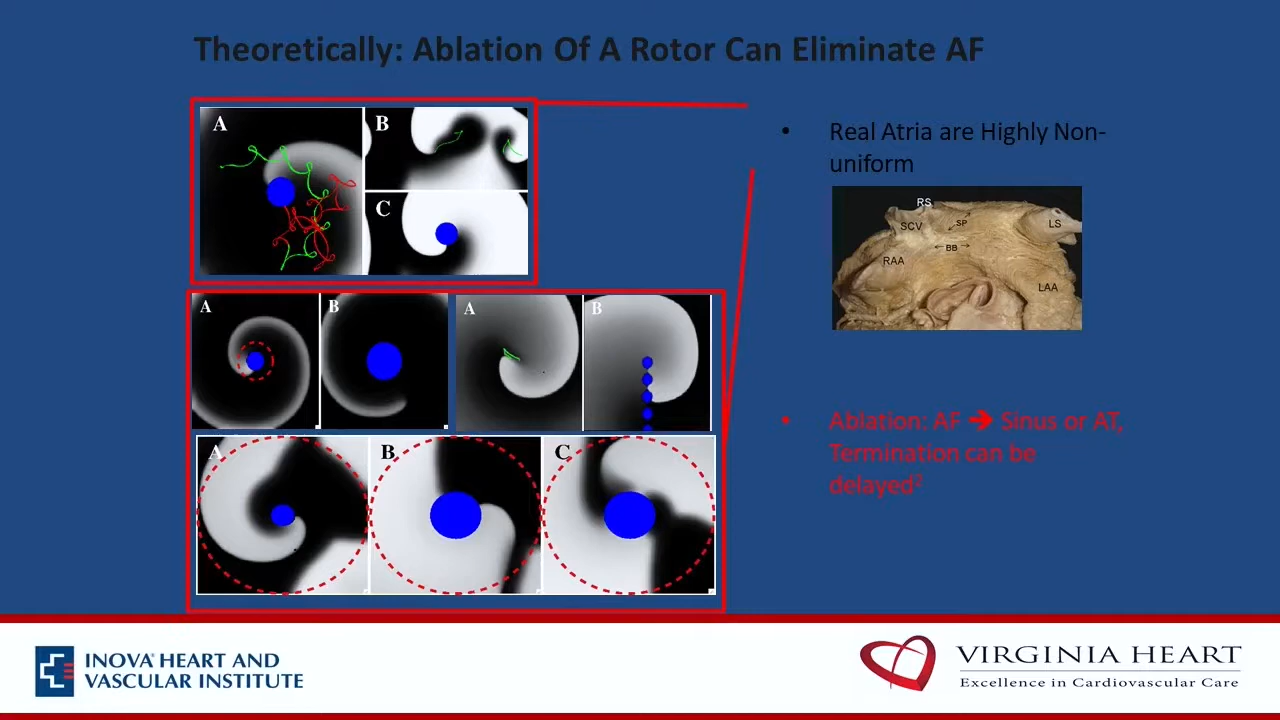 Theoretically: Ablation Of A Rotor Can Eliminate AF
A
B
C
A
B
A
B
A
B
C
• Real Atria are Highly Non-
uniform
RS
SCV
SP
LS
BB
RAA
LAA
• Ablation: AF ➔ Sinus or AT,
Termination can be
delayed²
INOVA® HEART AND
VASCULAR INSTITUTE
VIRGINIA HEART
Excellence in Cardiovascular Care